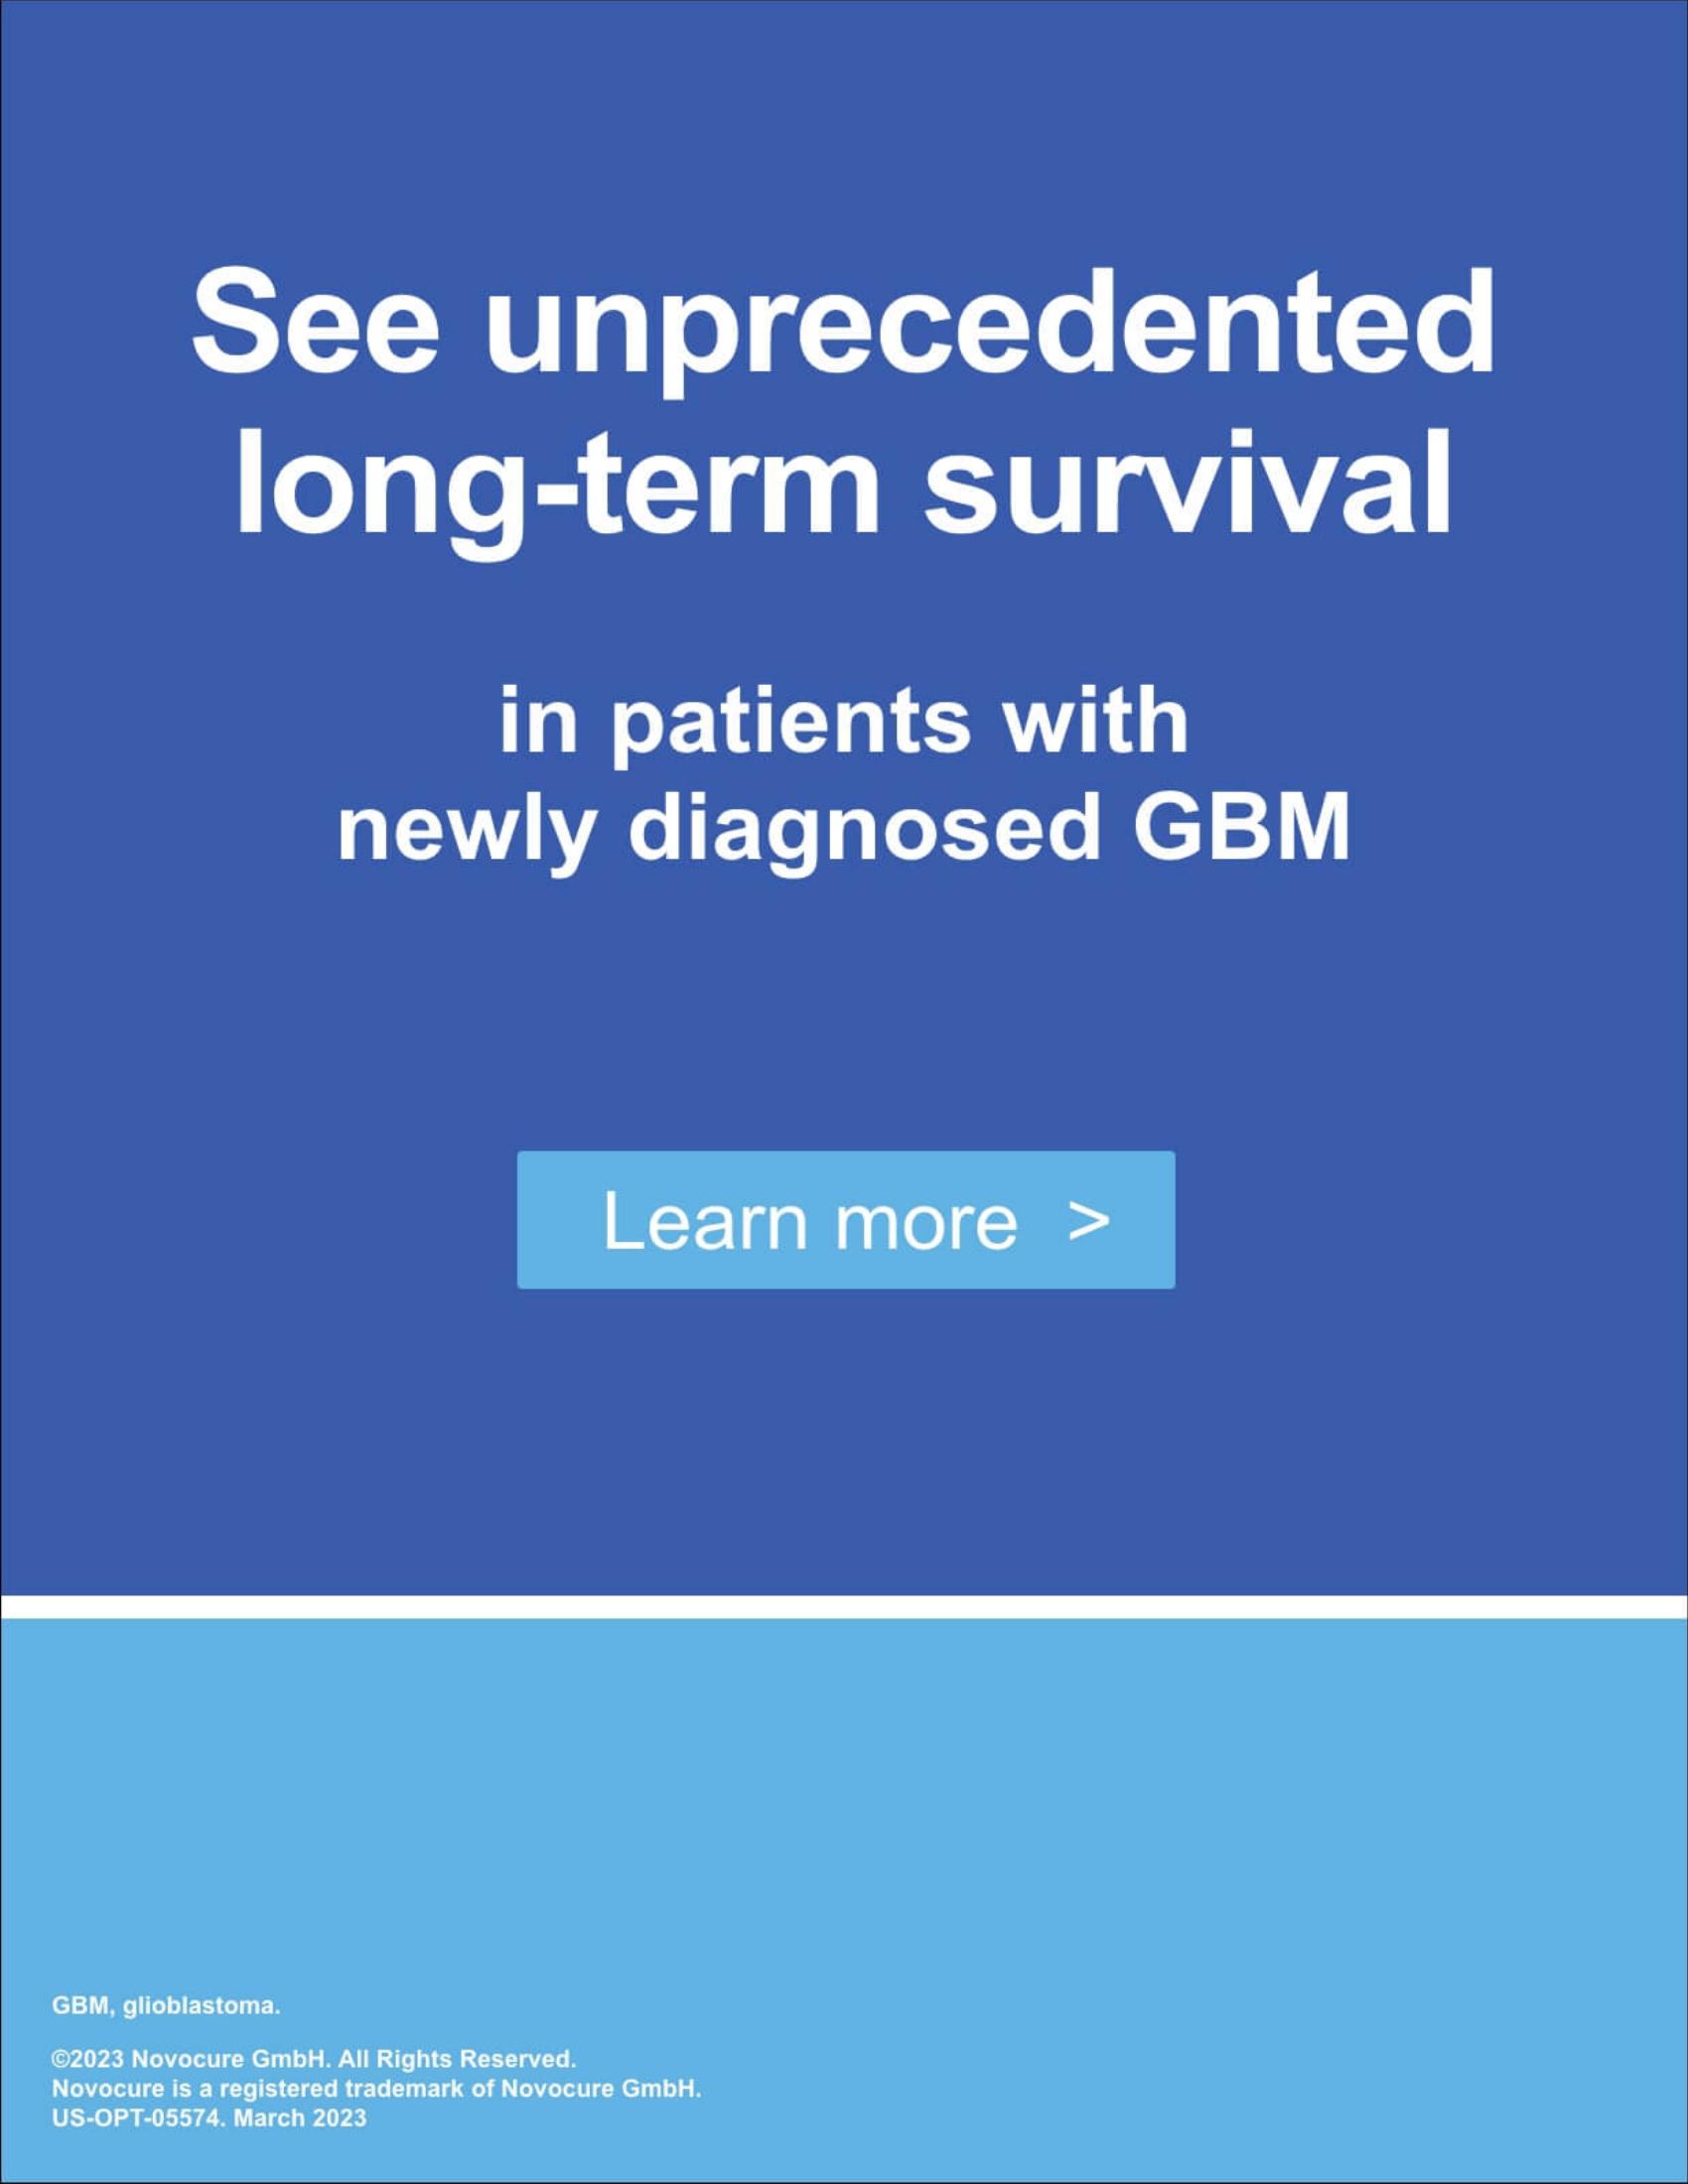 See unprecedented
long-term survival
in patients with
newly diagnosed GBM
Learn more >
GBM, glioblastoma.
©2023 Novocure GmbH. All Rights Reserved.
Novocure is a registered trademark of Novocure GmbH.
US-OPT-05574. March 2023